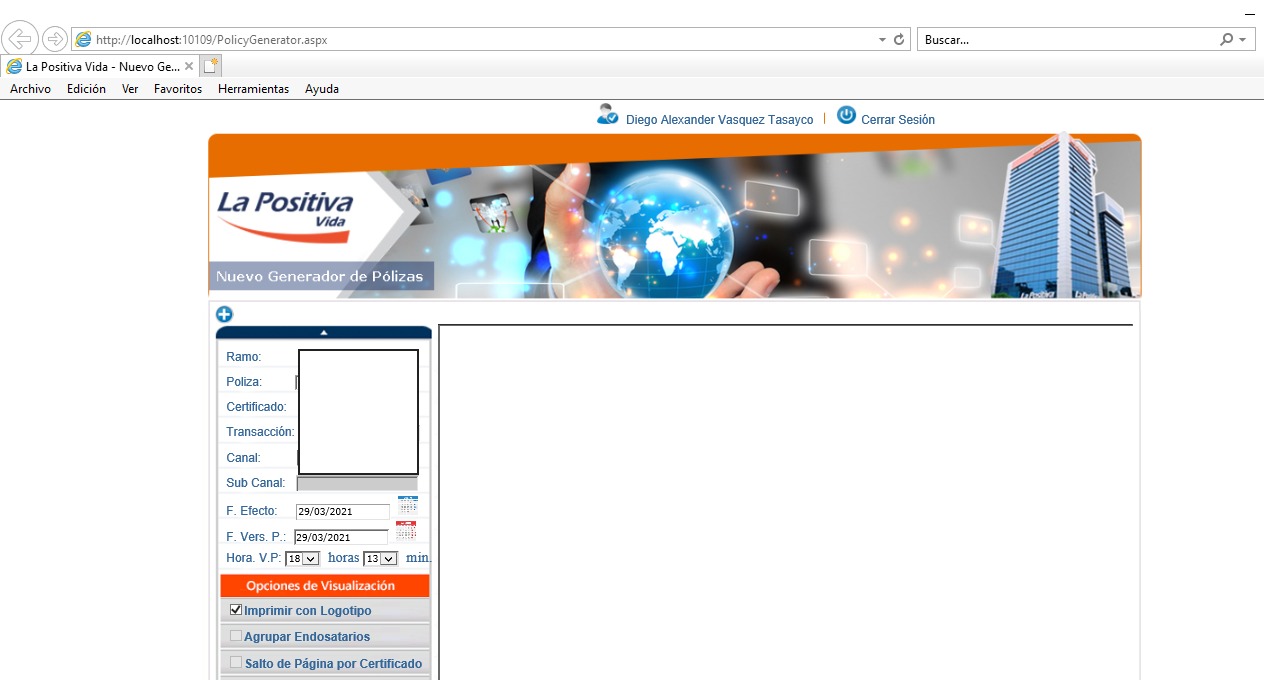 http://localhost:10109/PolicyGenerator.aspx
Buscar...
La Positiva Vida - Nuevo Ge...
Archivo Edición Ver Favoritos Herramientas Ayuda
Diego Alexander Vasquez Tasayco | Cerrar Sesión
La Positiva
Vida
Nuevo Generador de Pólizas
Ramo:
Poliza:
Certificado:
Transacción:
Canal:
Sub Canal:
F. Efecto: 29/03/2021
F. Vers. P.: 29/03/2021
Hora. V.P: 18 horas 13 min.
Opciones de Visualización
Imprimir con Logotipo
Agrupar Endosatarios
Salto de Página por Certificado